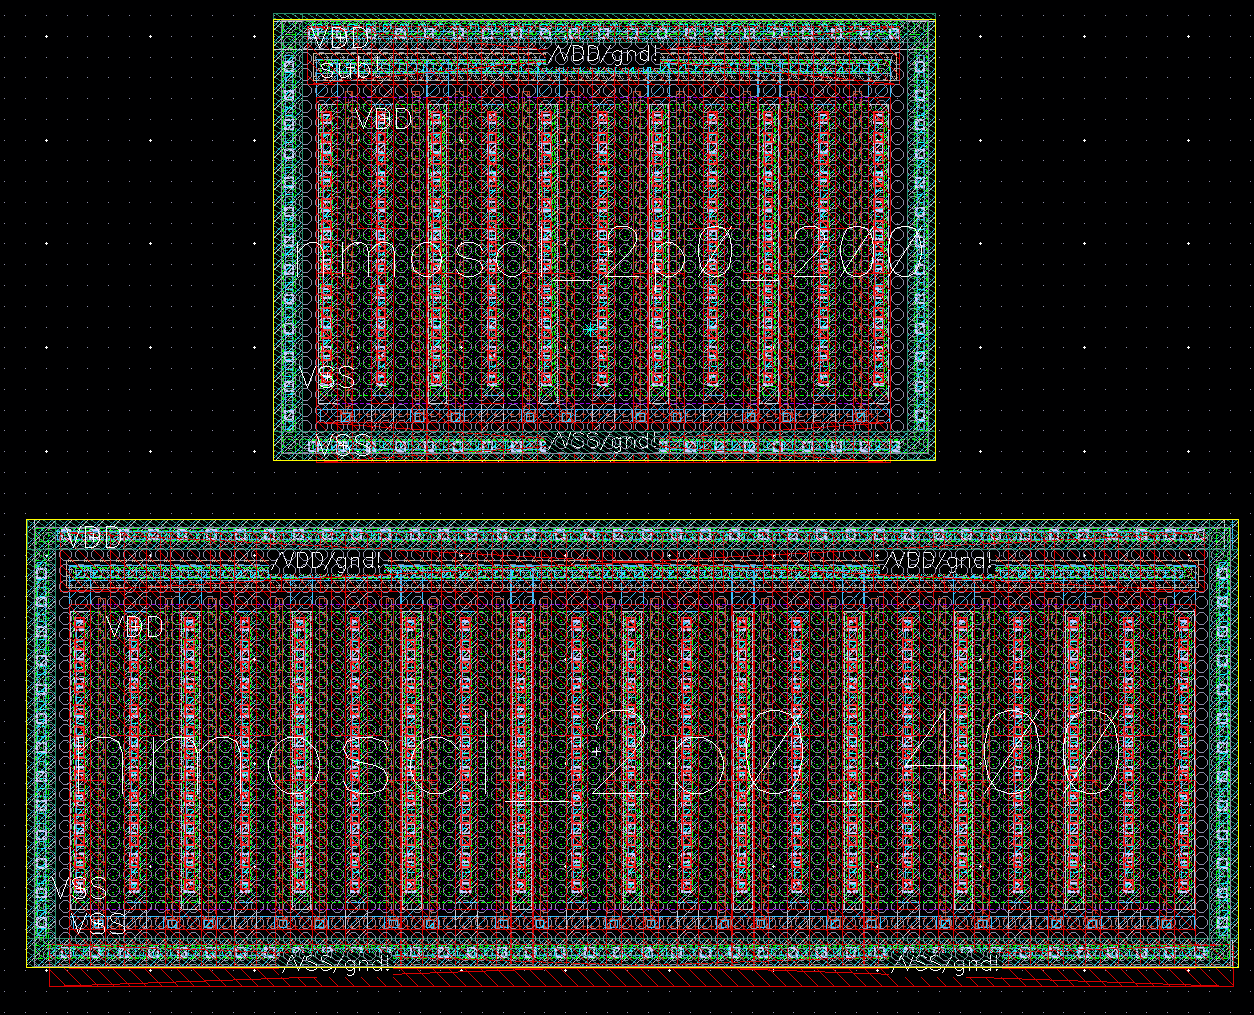 VDD
/VDD/gnd!
sub!
VDD
nmoscl_2p0_200
VSS
VSS
/VSS/gnd!
VDD
/VDD/gnd!
/VDD/gnd!
VDD
nmoscl_2p0_400
VSS
VSS
/VSS/gnd!
/VSS/gnd!